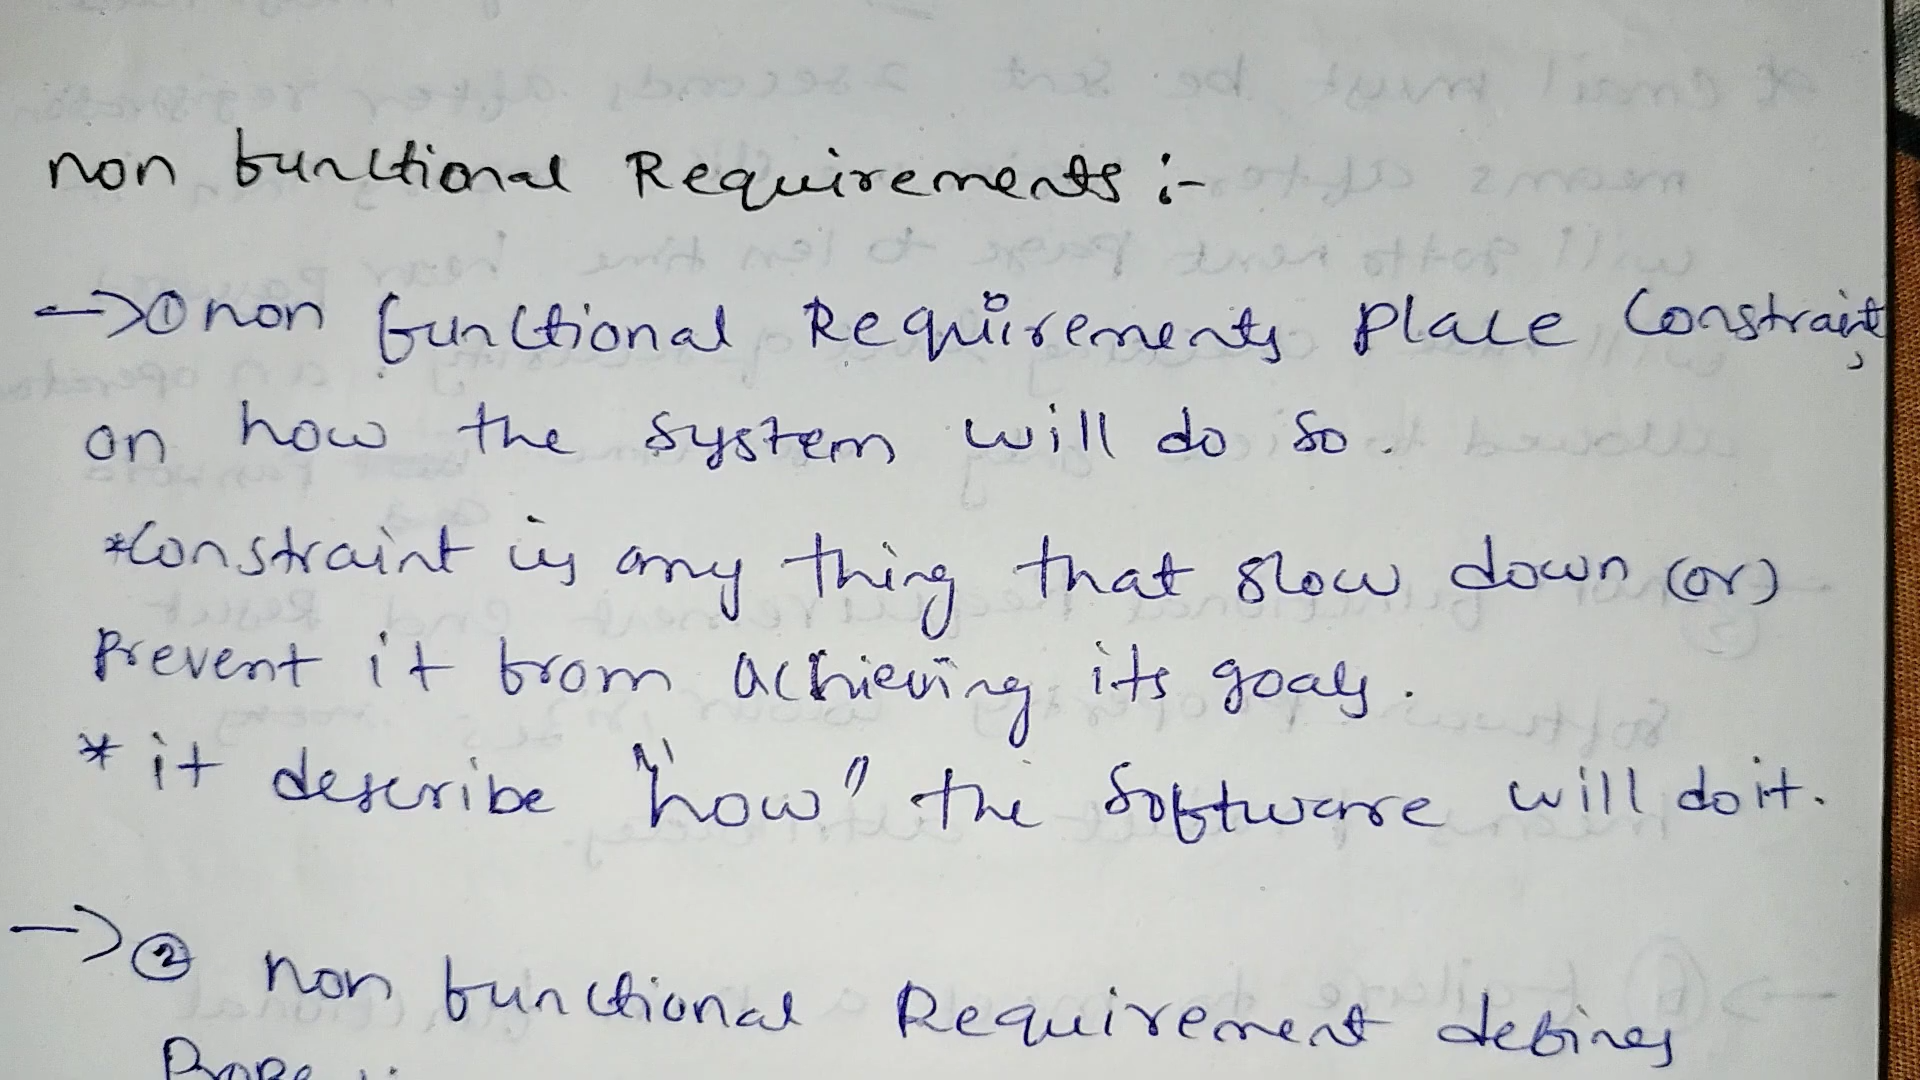 non functional Requirements :-
→ ① non functional Requirements place Constraints
on how the system will do so.
*Constraint is any thing that slow down (or)
Prevent it from achieving its goals.
* it describe "how" the software will do it.
→ ② non functional Requirement defines